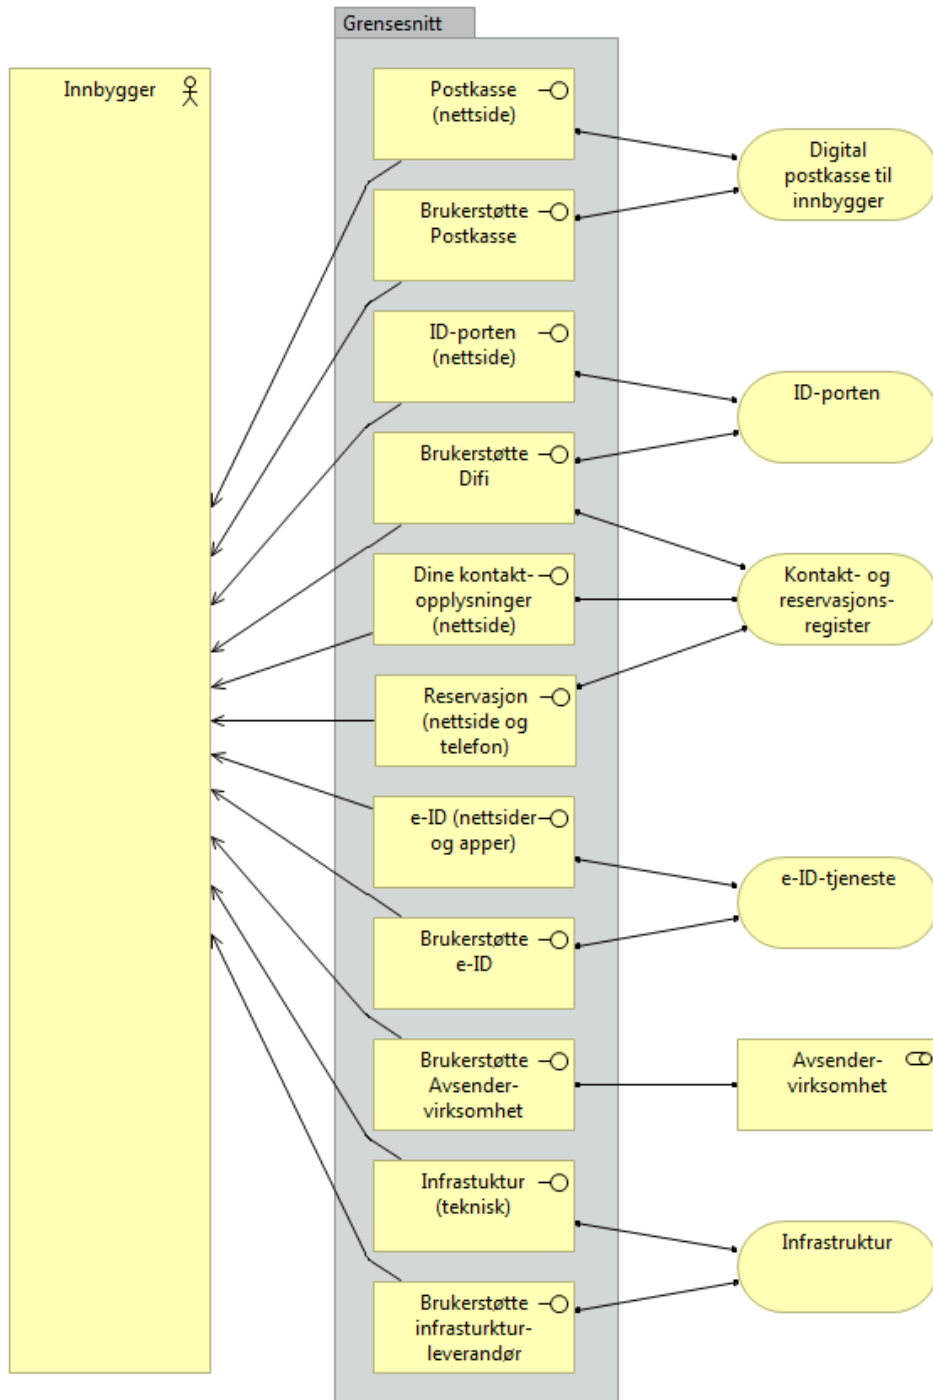 Grensesnitt
Innbygger
Postkasse
(nettside)
Brukerstøtte
Postkasse
ID-porten
(nettside)
Brukerstøtte
Difi
Dine kontakt-
opplysninger
(nettside)
Reservasjon
(nettside og
telefon)
e-ID (nettsider
og apper)
Brukerstøtte
e-ID
Brukerstøtte
Avsender-
virksomhet
Infrastuktur
(teknisk)
Brukerstøtte
infrasturktur-
leverandør
Digital
postkasse til
innbygger
ID-porten
Kontakt- og
reservasjons-
register
e-ID-tjeneste
Avsender-
virksomhet
Infrastruktur